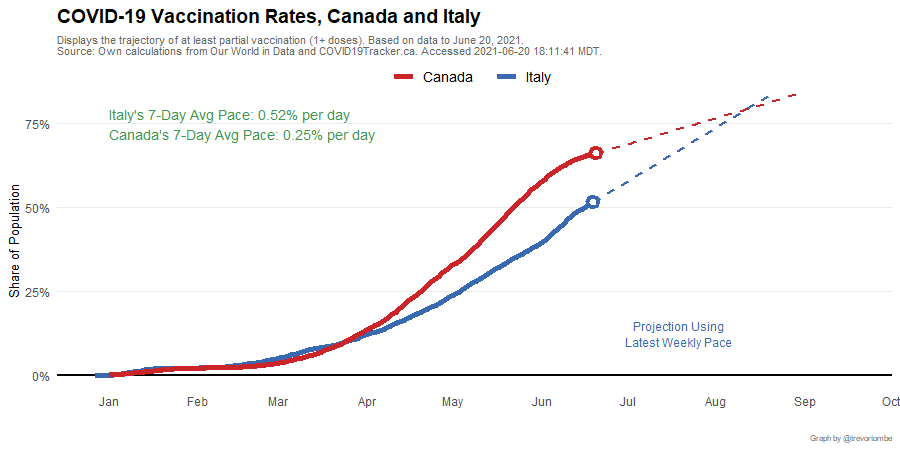 COVID-19 Vaccination Rates, Canada and Italy
Displays the trajectory of at least partial vaccination (1+ doses). Based on data to June 20, 2021.
Source: Own calculations from Our World in Data and COVID19Tracker.ca. Accessed 2021-06-20 18:11:41 MDT.
Canada Italy
Italy's 7-Day Avg Pace: 0.52% per day
Canada's 7-Day Avg Pace: 0.25% per day
75%
50%
25%
0%
Share of Population
Projection Using
Latest Weekly Pace
Jan Feb Mar Apr May Jun Jul Aug Sep Oct
Graph by @trevortombe